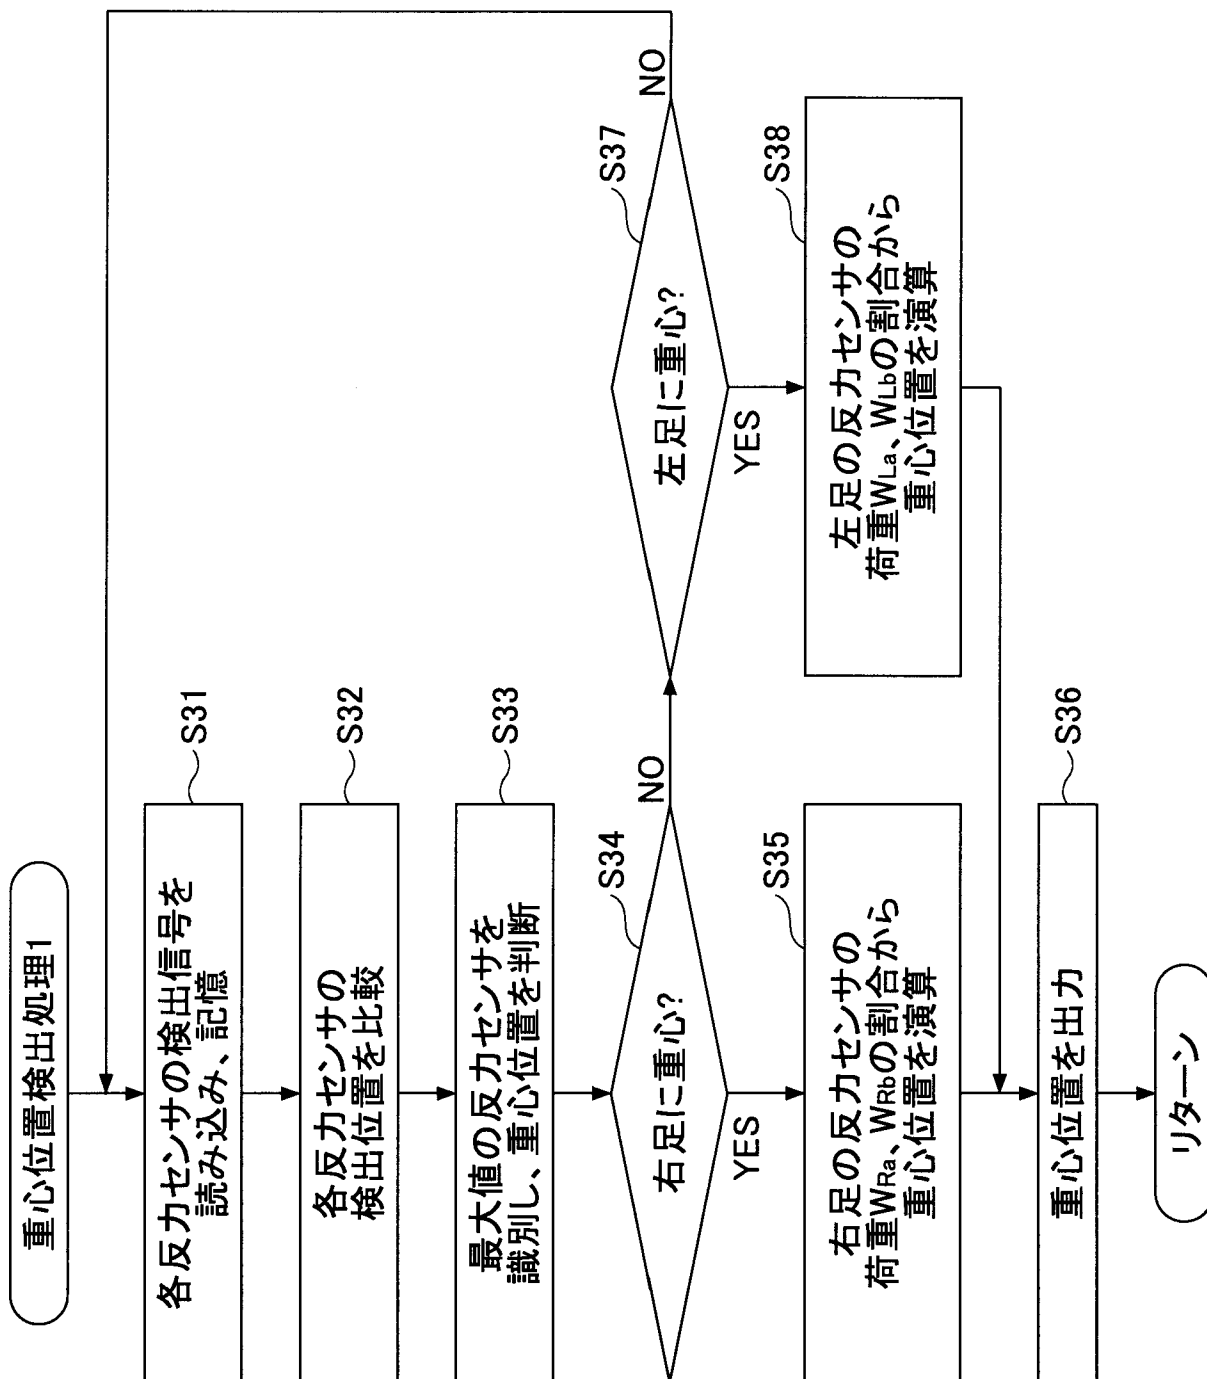 重心位置検出処理1
各反力センサの検出信号を
読み込み、記憶
S31
各反力センサの
検出位置を比較
S32
最大値の反力センサを
識別し、重心位置を判断
S33
右足に重心?
S34
NO
YES
右足の反力センサの
荷重WRa、WRbの割合から
重心位置を演算
S35
重心位置を出力
S36
リターン
左足に重心?
S37
NO
YES
左足の反力センサの
荷重WLa、WLbの割合から
重心位置を演算
S38